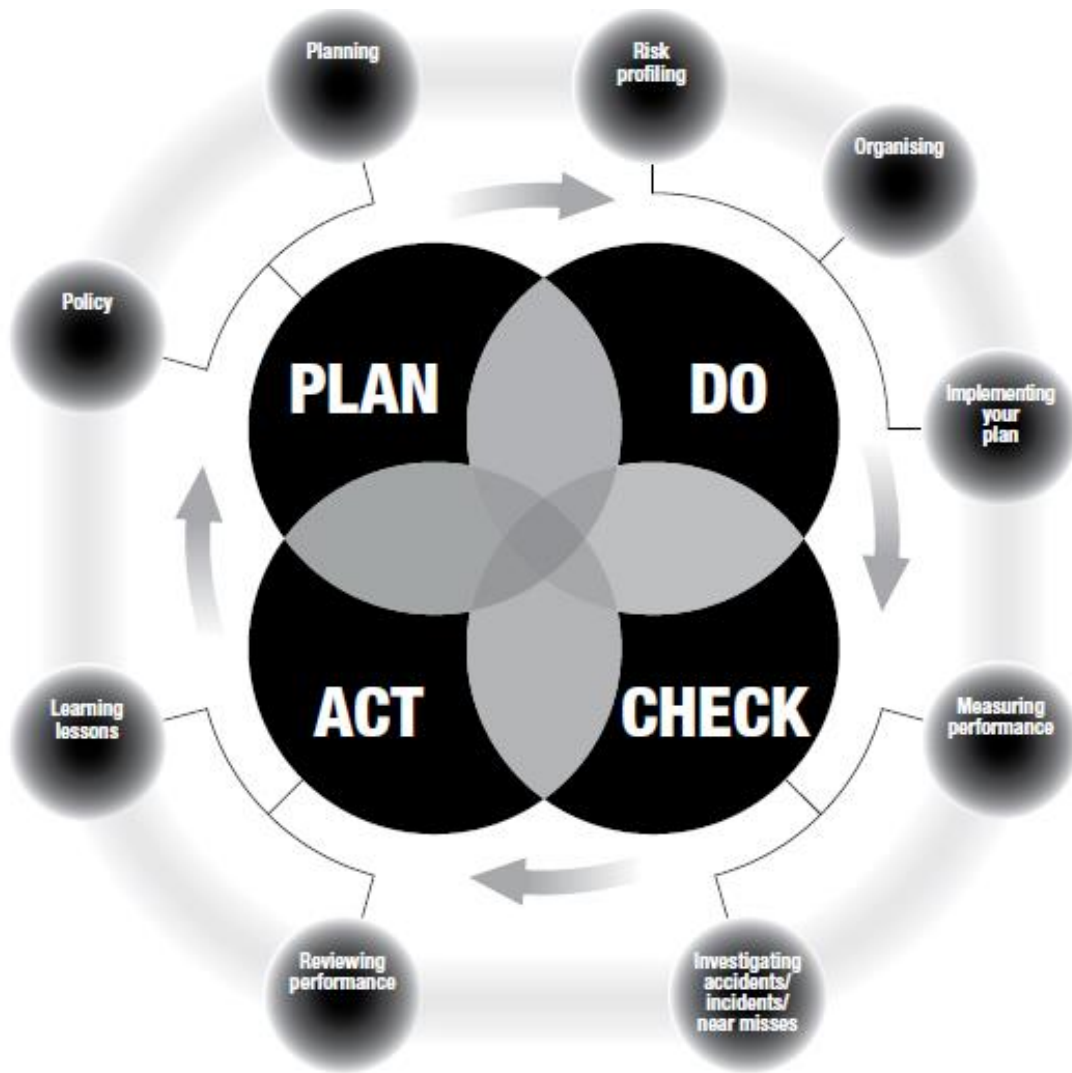 Planning
Risk
profiling
Organising
Policy
PLAN
DO
Implementing
your
plan
Learning
lessons
ACT
CHECK
Measuring
performance
Reviewing
performance
Investigating
accidents/
incidents/
near misses